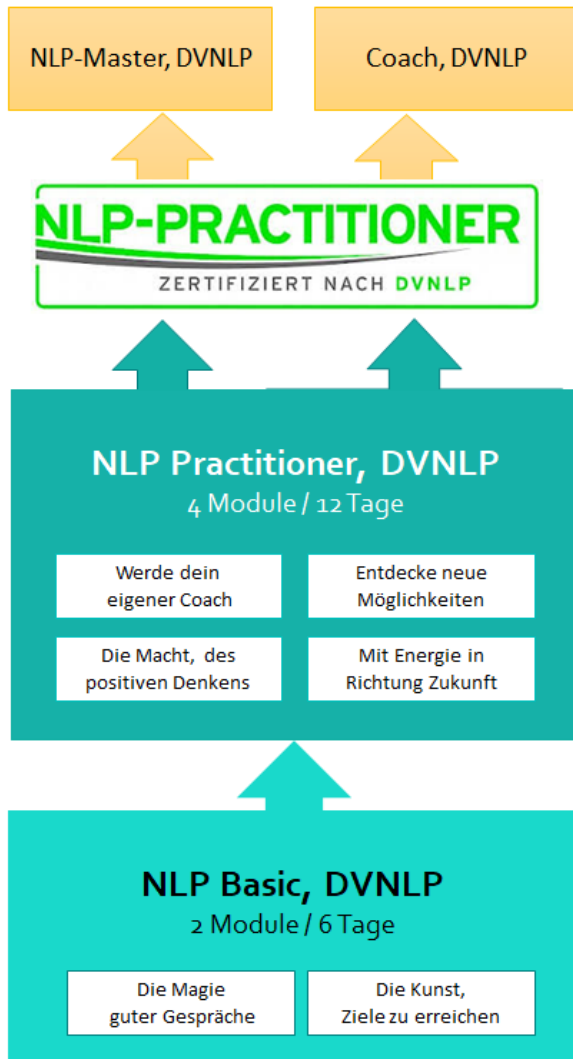 NLP-Master, DVNLP
Coach, DVNLP
NLP-PRACTITIONER
ZERTIFIZIERT NACH DVNLP
NLP Practitioner, DVNLP
4 Module / 12 Tage
Werde dein
eigener Coach
Entdecke neue
Möglichkeiten
Die Macht, des
positiven Denkens
Mit Energie in
Richtung Zukunft
NLP Basic, DVNLP
2 Module / 6 Tage
Die Magie
guter Gespräche
Die Kunst,
Ziele zu erreichen